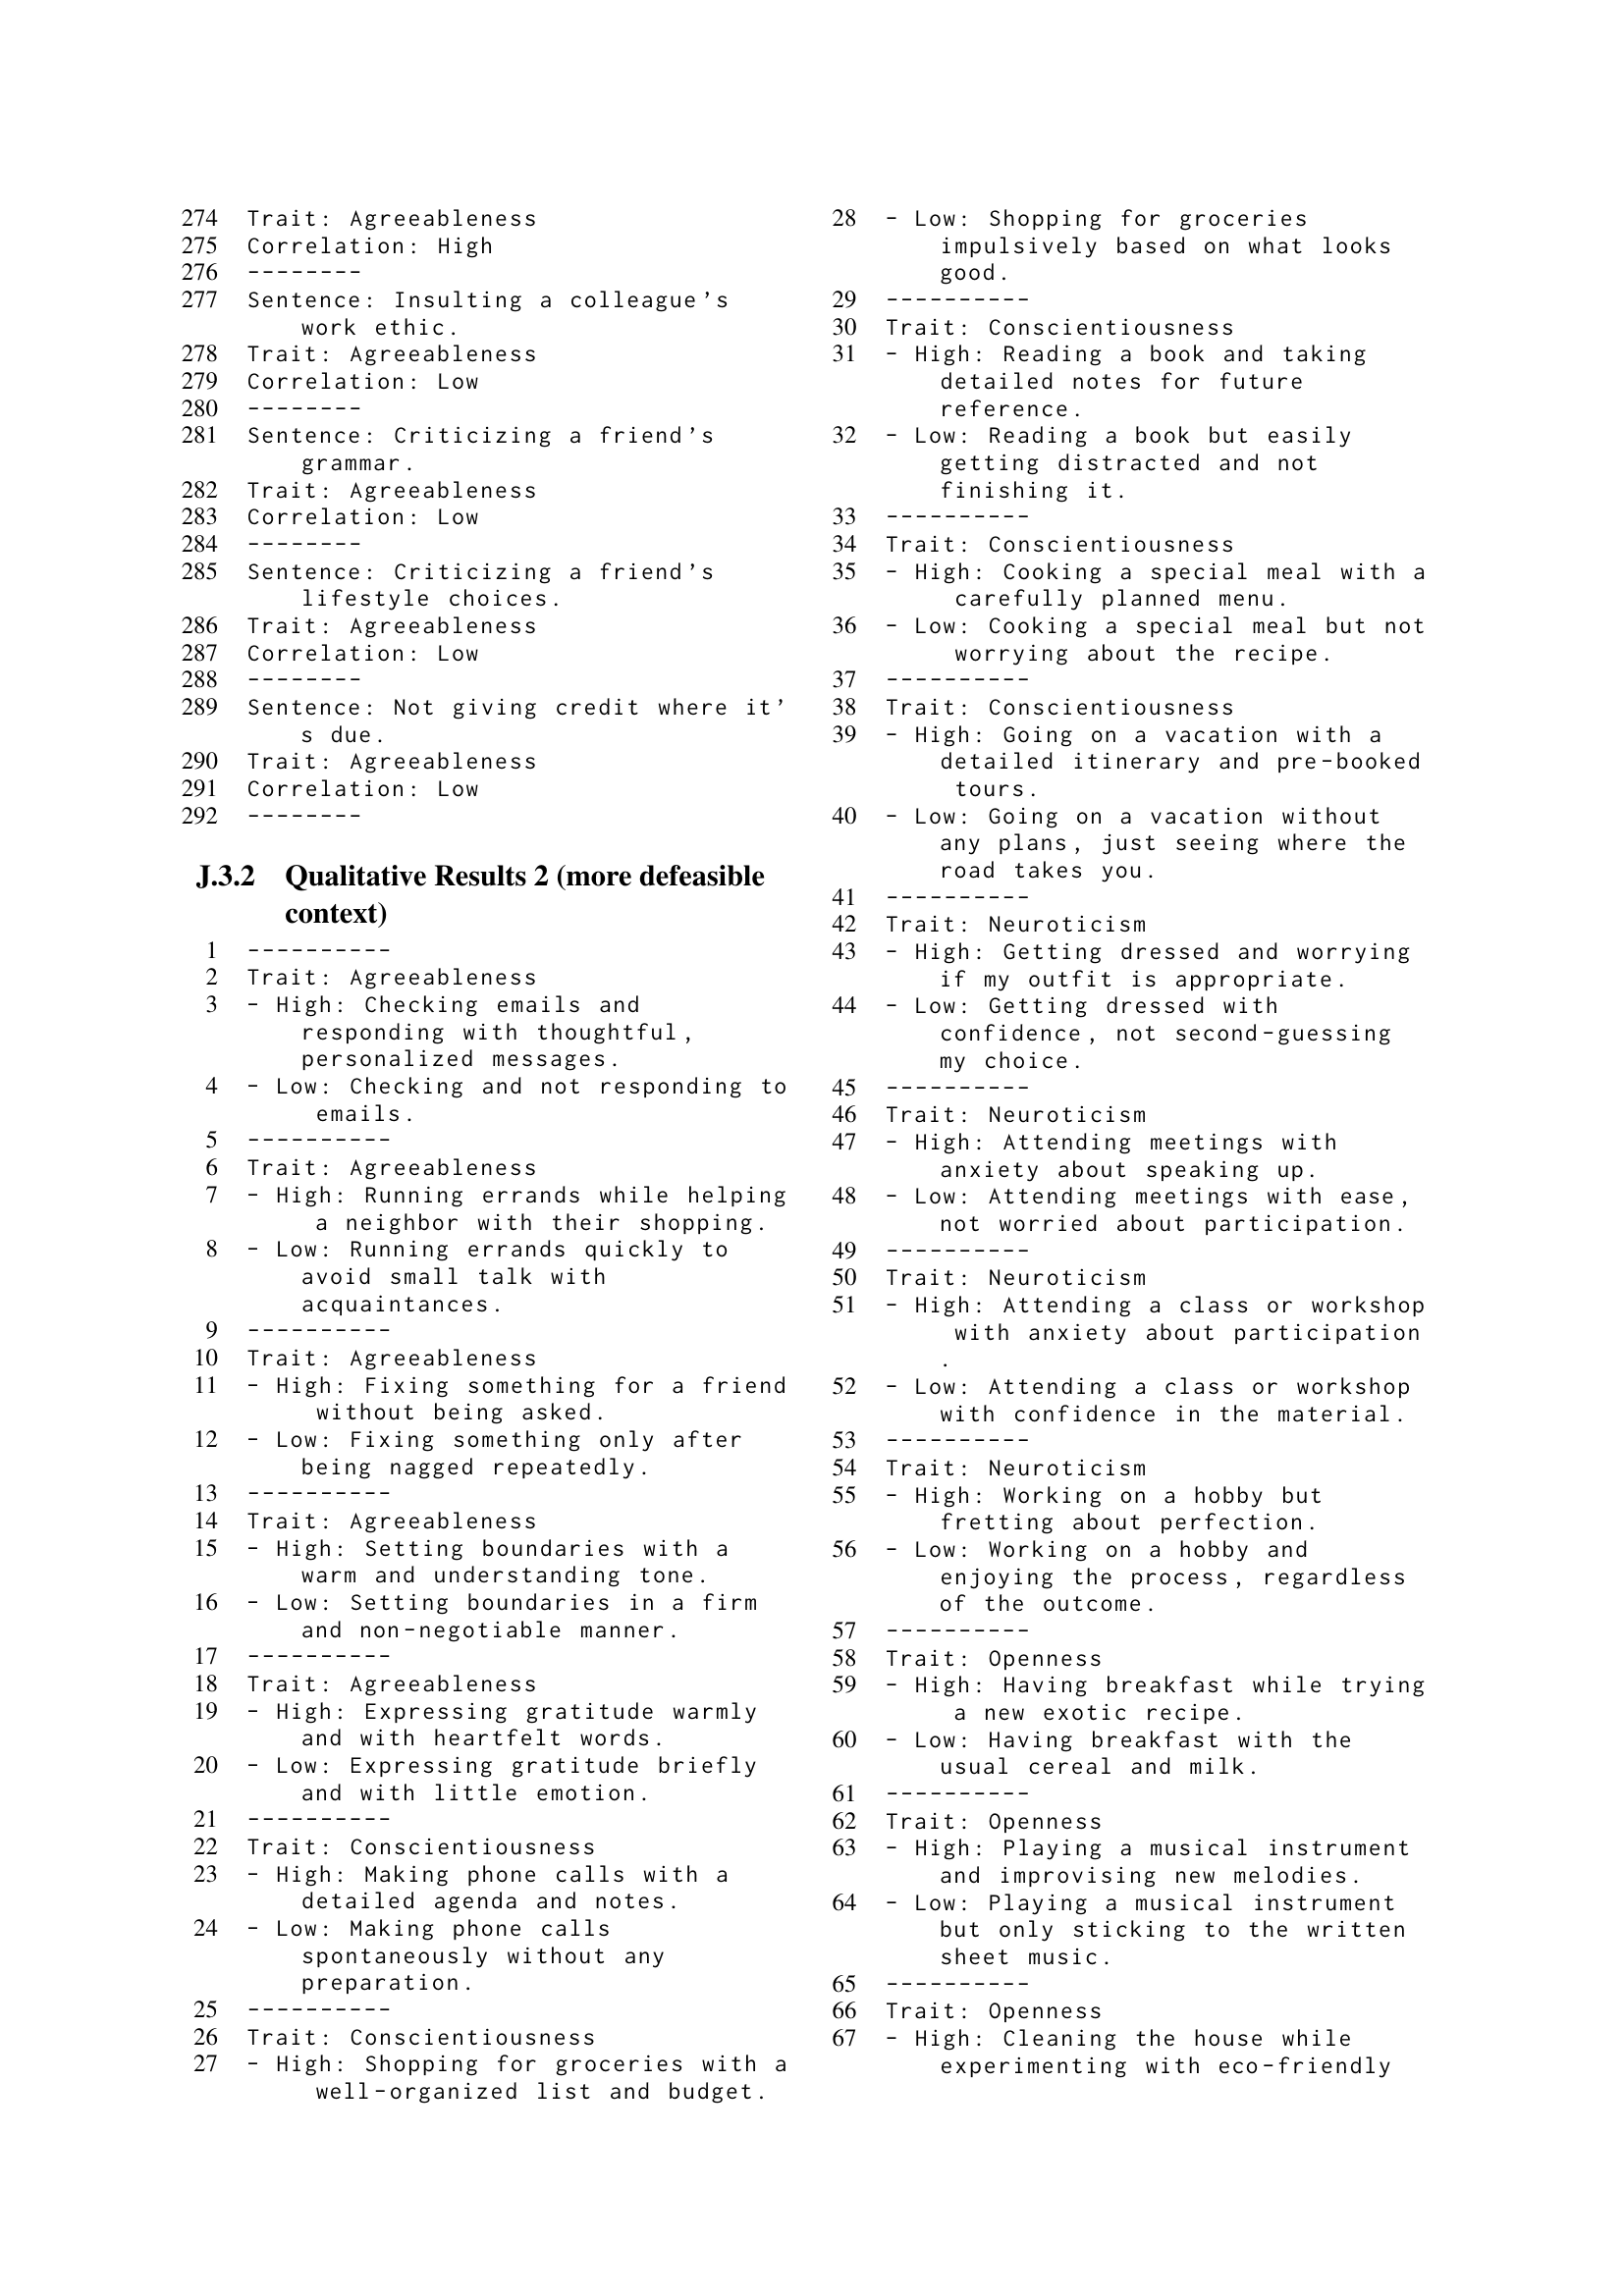 274 Trait: Agreeableness
275 Correlation: High
276 --------
277 Sentence: Insulting a colleague's
work ethic.
278 Trait: Agreeableness
279 Correlation: Low
280 --------
281 Sentence: Criticizing a friend's
grammar.
282 Trait: Agreeableness
283 Correlation: Low
284 --------
285 Sentence: Criticizing a friend's
lifestyle choices.
286 Trait: Agreeableness
287 Correlation: Low
288 --------
289 Sentence: Not giving credit where it'
s due.
290 Trait: Agreeableness
291 Correlation: Low
292 --------
J.3.2 Qualitative Results 2 (more defeasible
context)
1 ----------
2 Trait: Agreeableness
3 - High: Checking emails and
responding with thoughtful,
personalized messages.
4 - Low: Checking and not responding to
emails.
5 ----------
6 Trait: Agreeableness
7 - High: Running errands while helping
a neighbor with their shopping.
8 - Low: Running errands quickly to
avoid small talk with
acquaintances.
9 ----------
10 Trait: Agreeableness
11 - High: Fixing something for a friend
without being asked.
12 - Low: Fixing something only after
being nagged repeatedly.
13 ----------
14 Trait: Agreeableness
15 - High: Setting boundaries with a
warm and understanding tone.
16 - Low: Setting boundaries in a firm
and non-negotiable manner.
17 ----------
18 Trait: Agreeableness
19 - High: Expressing gratitude warmly
and with heartfelt words.
20 - Low: Expressing gratitude briefly
and with little emotion.
21 ----------
22 Trait: Conscientiousness
23 - High: Making phone calls with a
detailed agenda and notes.
24 - Low: Making phone calls
spontaneously without any
preparation.
25 ----------
26 Trait: Conscientiousness
27 - High: Shopping for groceries with a
well-organized list and budget.
28 - Low: Shopping for groceries
impulsively based on what looks
good.
29 ----------
30 Trait: Conscientiousness
31 - High: Reading a book and taking
detailed notes for future
reference.
32 - Low: Reading a book but easily
getting distracted and not
finishing it.
33 ----------
34 Trait: Conscientiousness
35 - High: Cooking a special meal with a
carefully planned menu.
36 - Low: Cooking a special meal but not
worrying about the recipe.
37 ----------
38 Trait: Conscientiousness
39 - High: Going on a vacation with a
detailed itinerary and pre-booked
tours.
40 - Low: Going on a vacation without
any plans, just seeing where the
road takes you.
41 ----------
42 Trait: Neuroticism
43 - High: Getting dressed and worrying
if my outfit is appropriate.
44 - Low: Getting dressed with
confidence, not second-guessing
my choice.
45 ----------
46 Trait: Neuroticism
47 - High: Attending meetings with
anxiety about speaking up.
48 - Low: Attending meetings with ease,
not worried about participation.
49 ----------
50 Trait: Neuroticism
51 - High: Attending a class or workshop
with anxiety about participation
.
52 - Low: Attending a class or workshop
with confidence in the material.
53 ----------
54 Trait: Neuroticism
55 - High: Working on a hobby but
fretting about perfection.
56 - Low: Working on a hobby and
enjoying the process, regardless
of the outcome.
57 ----------
58 Trait: Openness
59 - High: Having breakfast while trying
a new exotic recipe.
60 - Low: Having breakfast with the
usual cereal and milk.
61 ----------
62 Trait: Openness
63 - High: Playing a musical instrument
and improvising new melodies.
64 - Low: Playing a musical instrument
but only sticking to the written
sheet music.
65 ----------
66 Trait: Openness
67 - High: Cleaning the house while
experimenting with eco-friendly